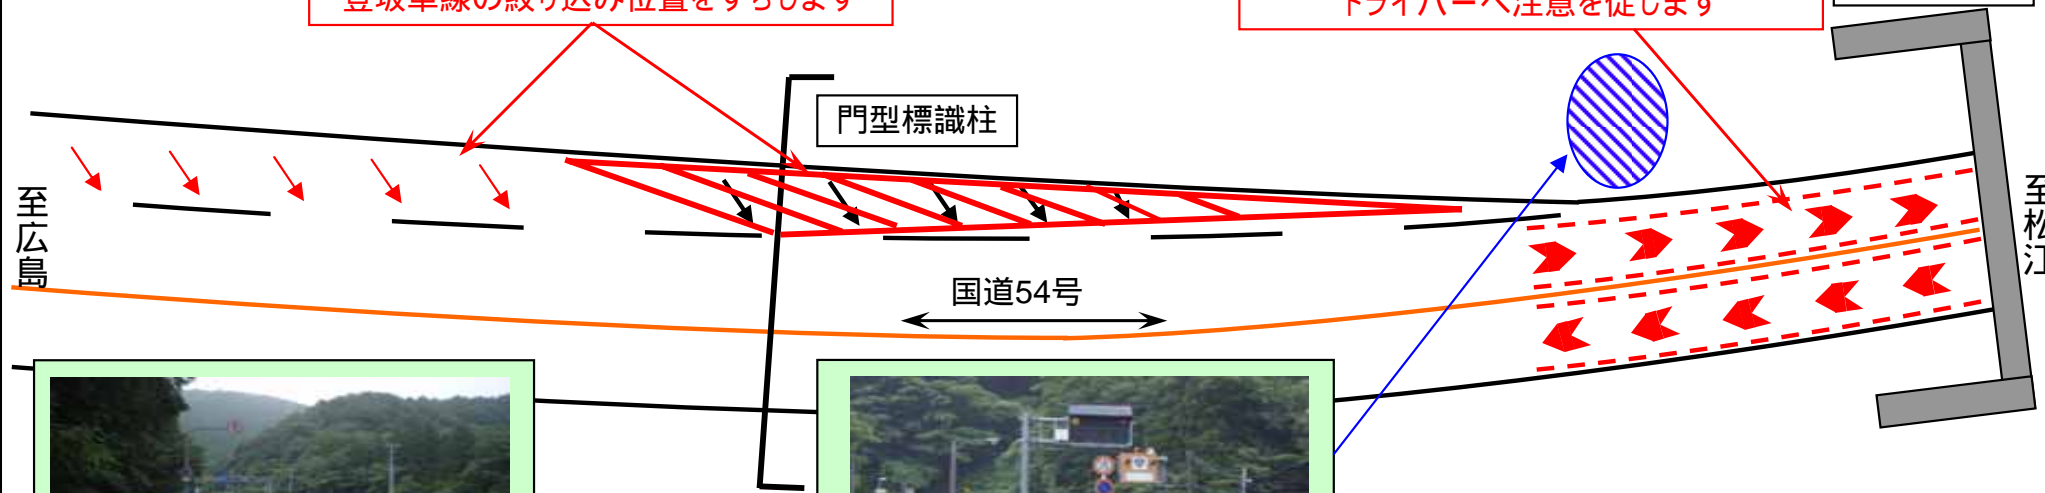 登坂車線の絞り込み位置をずらします
ドライバーへ注意を促します
門型標識柱
至広島
国道54号
至松江